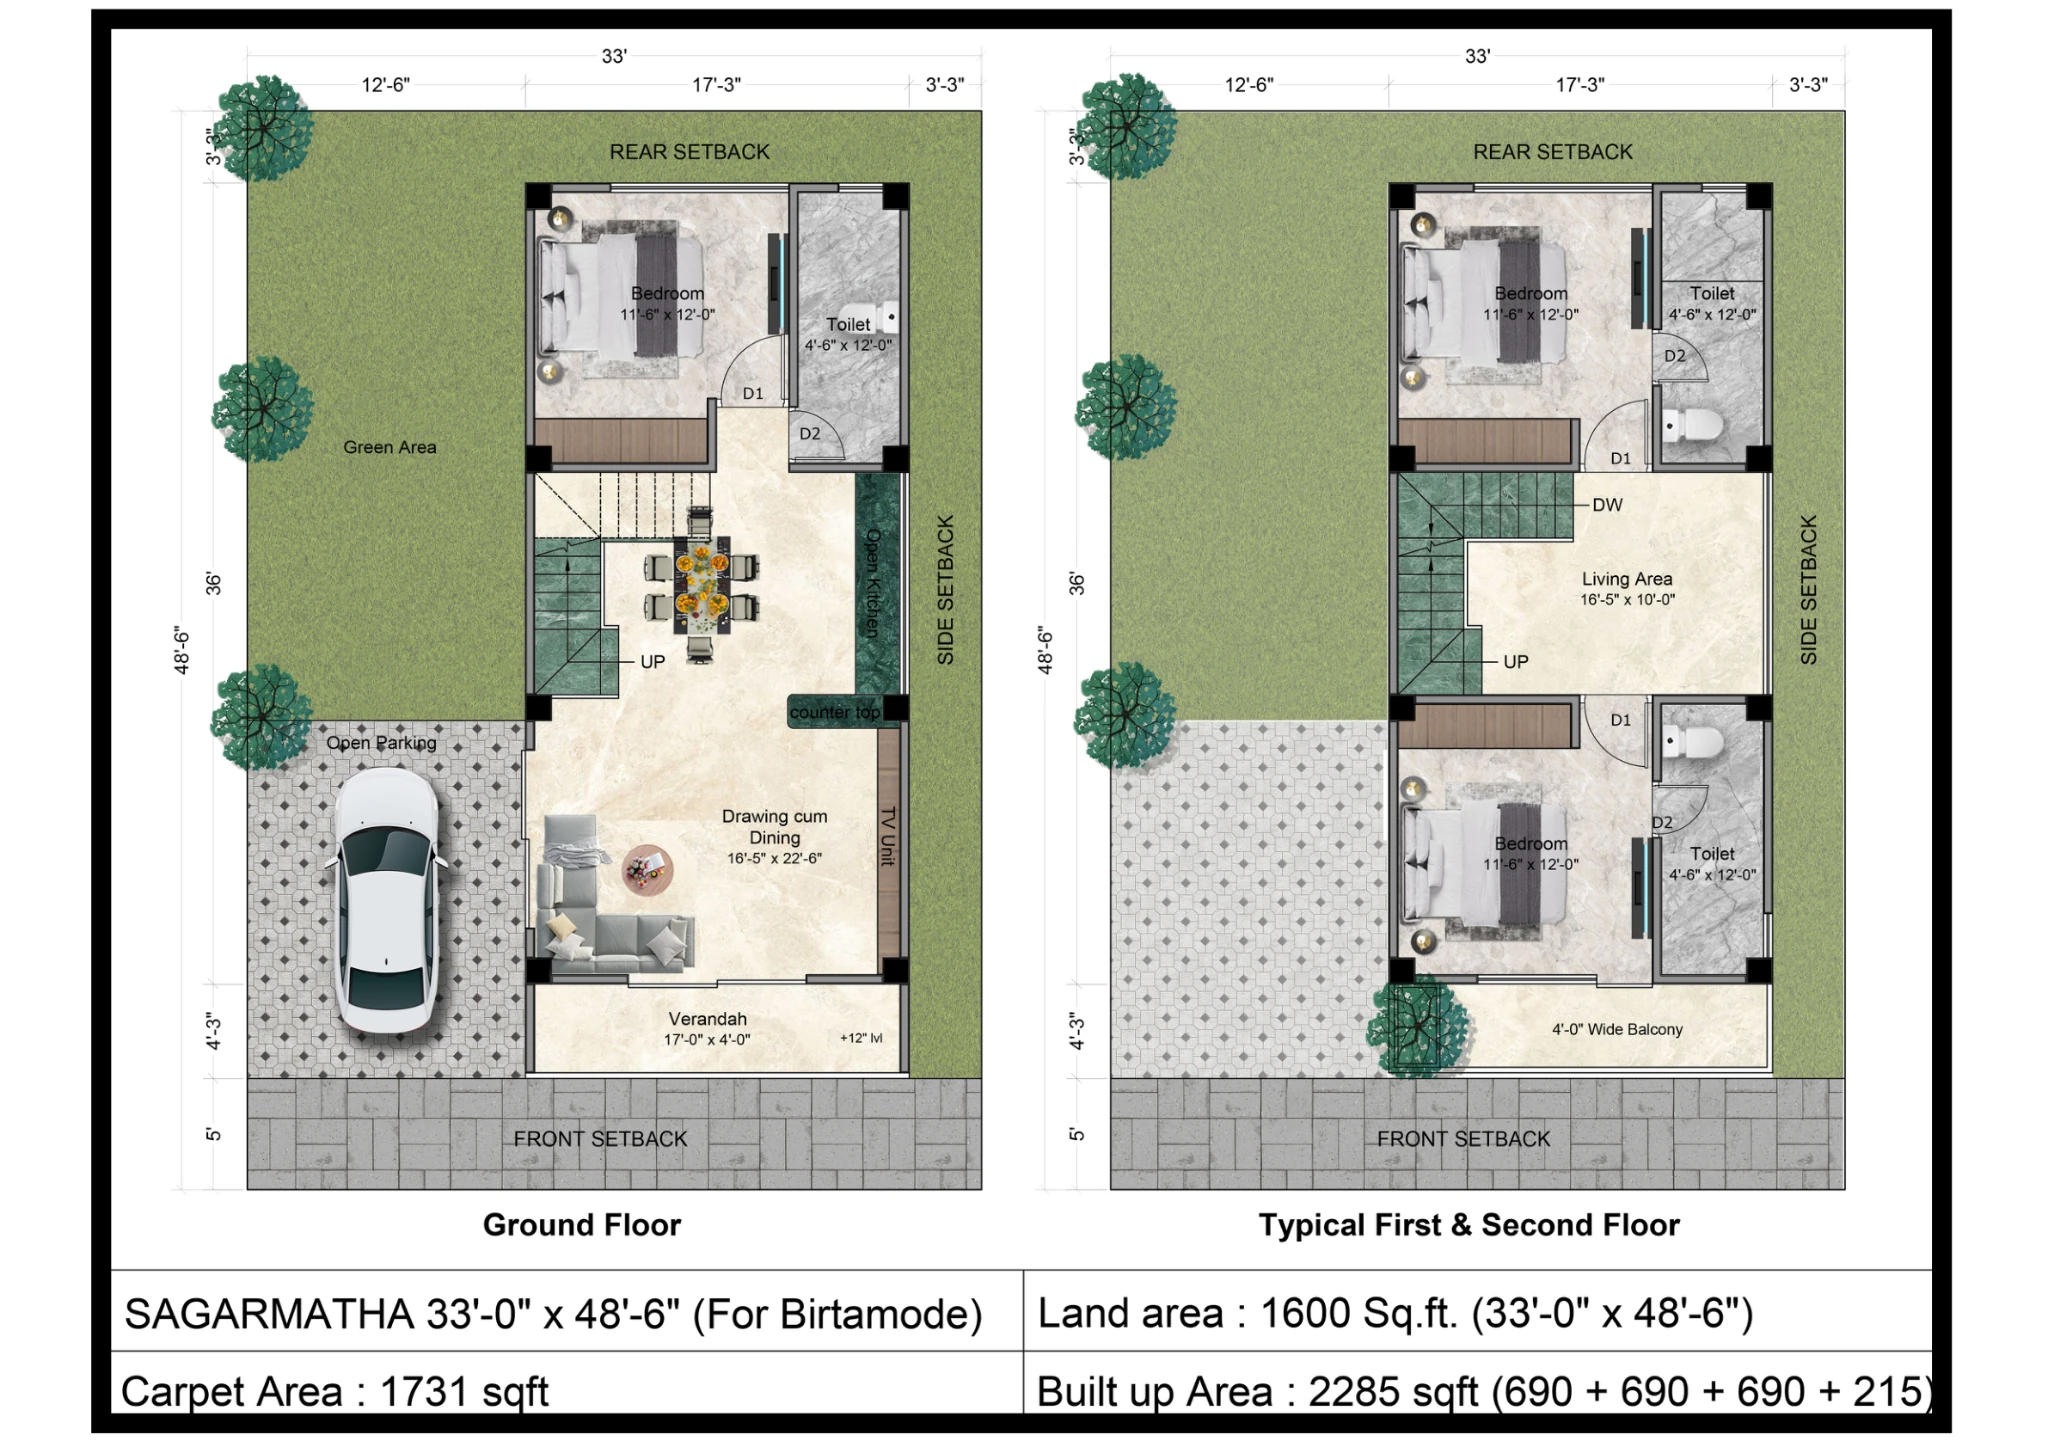 33'
12'-6"
17'-3"
3'-3"
3'-3"
REAR SETBACK
Bedroom
11'-6" x 12'-0"
Toilet
4'-6" x 12'-0"
D1
D2
Green Area
Open Kitchen
SIDE SETBACK
36'
48'-6"
UP
counter top
Open Parking
Drawing cum
Dining
16'-5" x 22'-6"
TV Unit
Verandah
17'-0" x 4'-0"
+12" lvl
4'-3"
5'
FRONT SETBACK
Ground Floor
33'
12'-6"
17'-3"
3'-3"
3'-3"
REAR SETBACK
Bedroom
11'-6" x 12'-0"
Toilet
4'-6" x 12'-0"
D2
D1
DW
Living Area
16'-5" x 10'-0"
SIDE SETBACK
36'
48'-6"
UP
D1
D2
Bedroom
11'-6" x 12'-0"
Toilet
4'-6" x 12'-0"
4'-0" Wide Balcony
4'-3"
5'
FRONT SETBACK
Typical First & Second Floor
SAGARMATHA 33'-0" x 48'-6" (For Birtamode)
Land area : 1600 Sq.ft. (33'-0" x 48'-6")
Carpet Area : 1731 sqft
Built up Area : 2285 sqft (690 + 690 + 690 + 215)